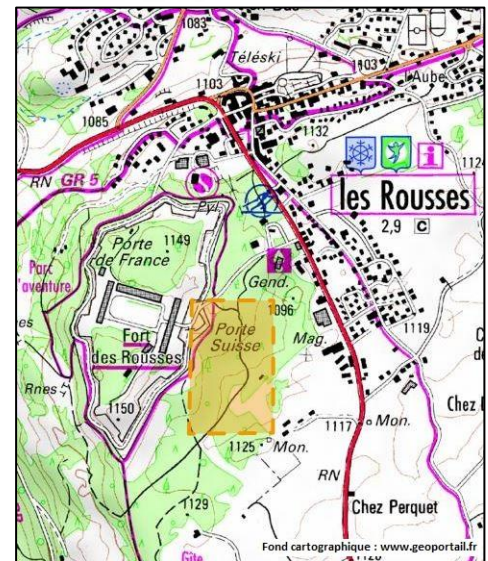 1083
Téléski
1103
1103
Aube
1085
1132
RN GR 5
les Rousses
2,9 C
Pyl.
Porte
de France
1149
Parc
d'aventure
Gend.
1096
Porte
Suisse
Fort
des Rousses
Mag.
1119
Rnes
1150
Chez
1125
Mon.
1117
Mon.
RN
1129
Chez Perquet
Gîte
Fond cartographique : www.geoportail.fr